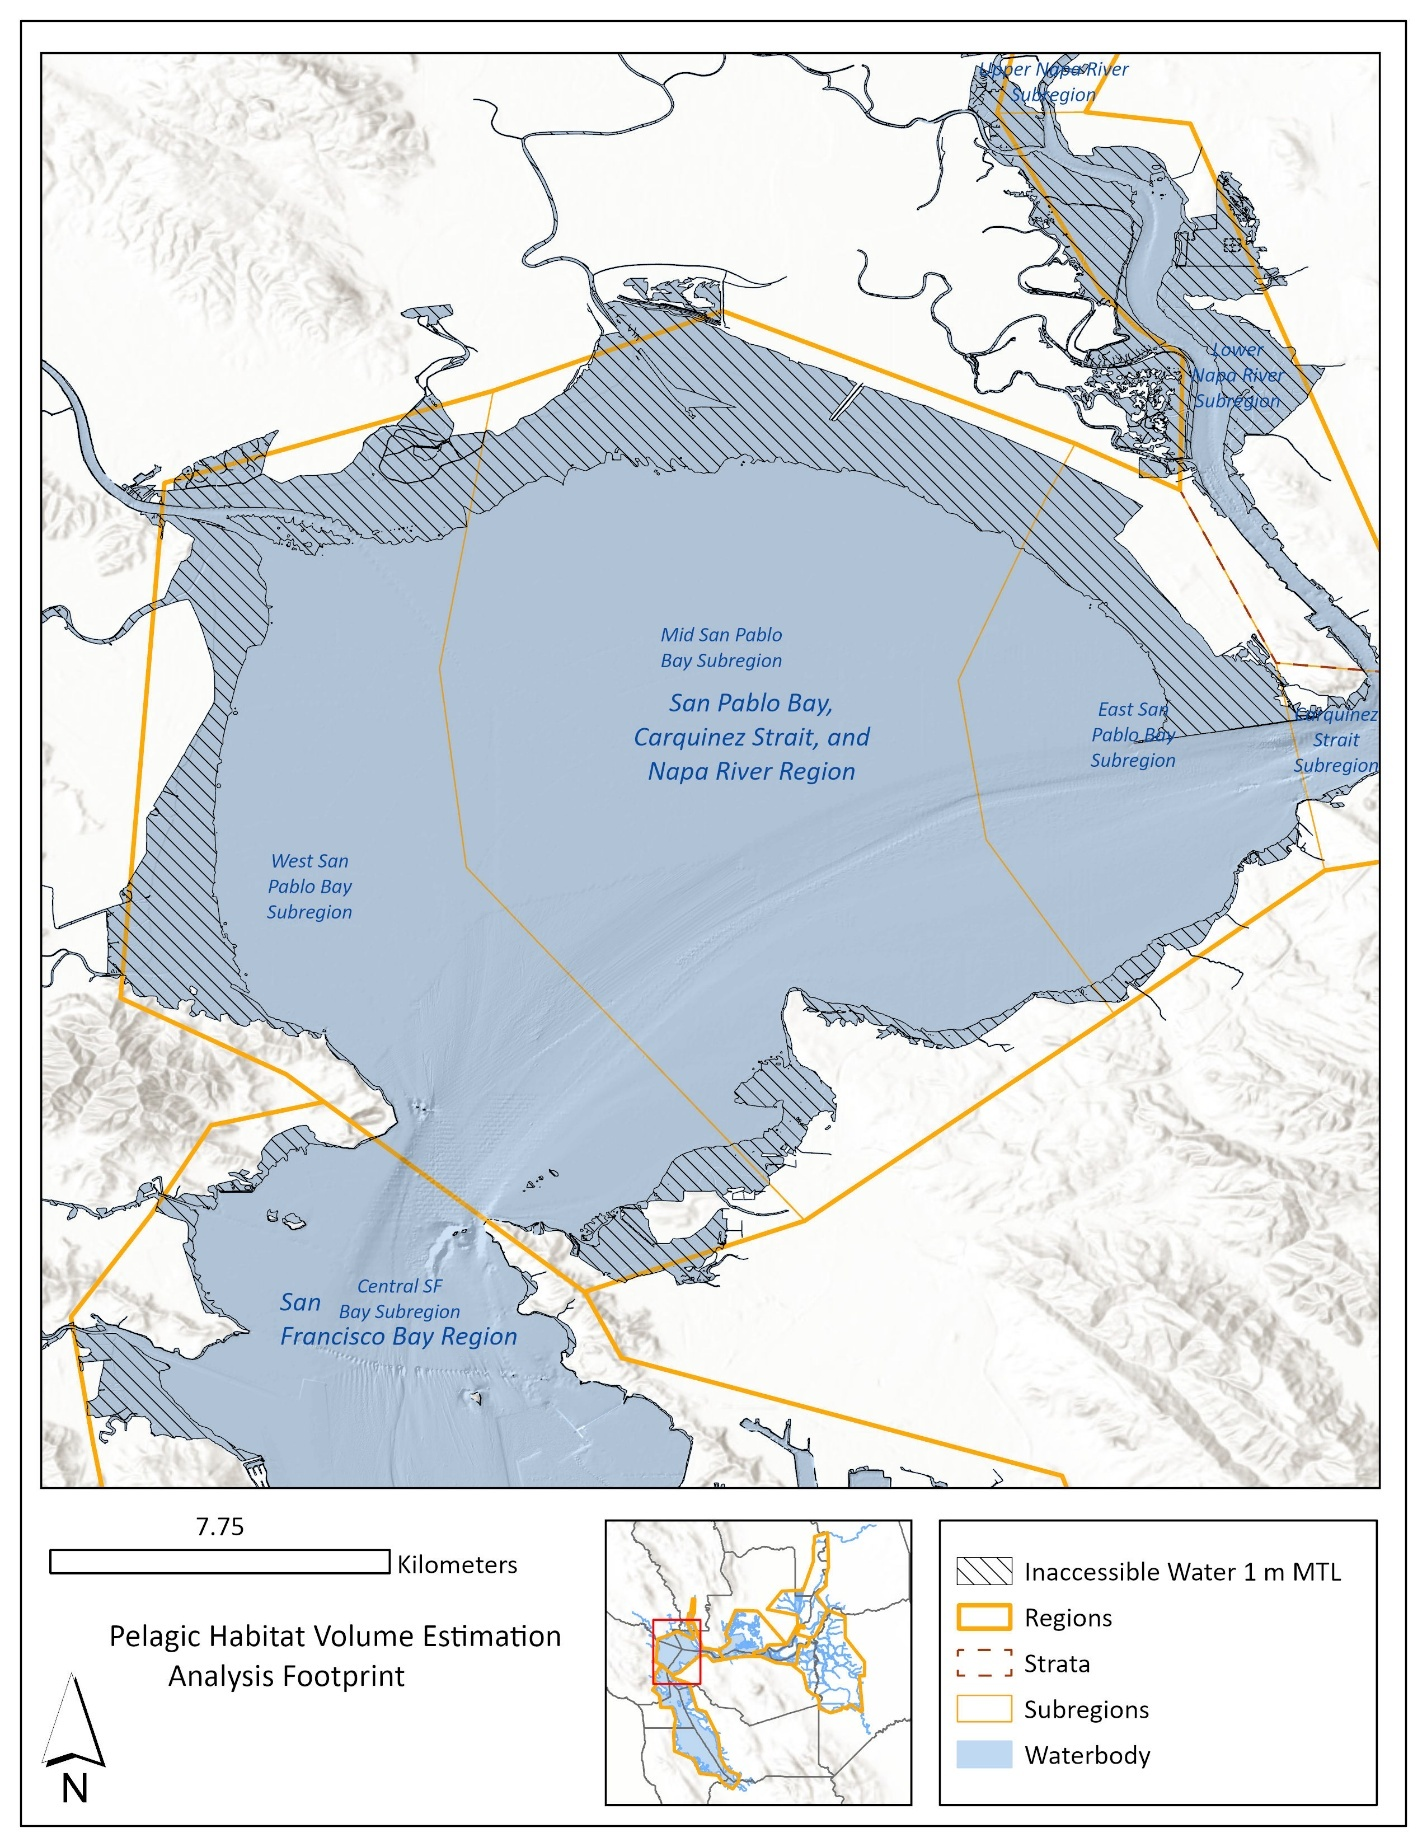 Upper Napa River
Subregion
Lower
Napa River
Subregion
Mid San Pablo
Bay Subregion
San Pablo Bay,
Carquinez Strait, and
Napa River Region
East San
Pablo Bay
Subregion
Carquinez
Strait
Subregion
West San
Pablo Bay
Subregion
Central SF
Bay Subregion
San
Francisco Bay Region
7.75
Kilometers
Pelagic Habitat Volume Estimation
Analysis Footprint
N
Inaccessible Water 1 m MTL
Regions
Strata
Subregions
Waterbody